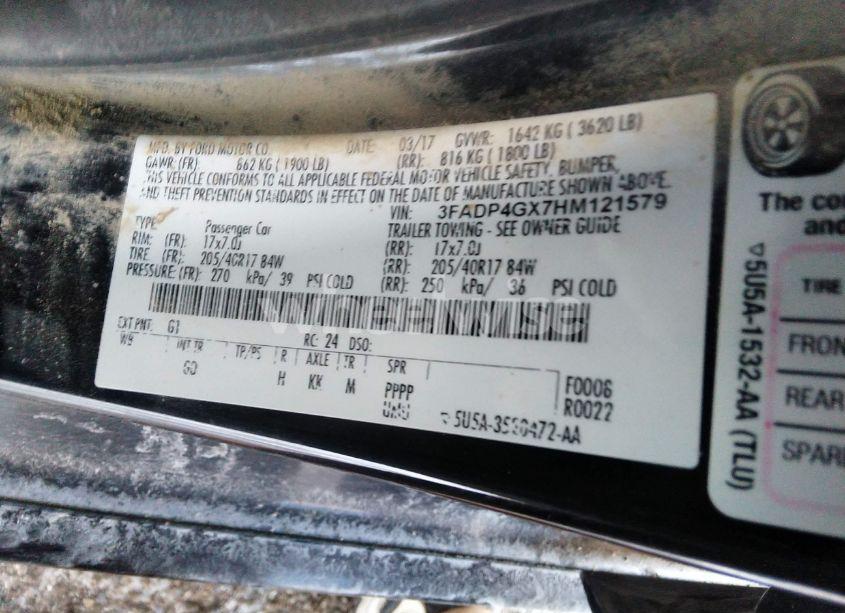 MFD. BY FORD MOTOR CO. DATE: 03/17 GVWR: 1642 KG ( 3620 LB)
GAWR: (FR): 862 KG ( 1900 LB) (RR): 816 KG ( 1800 LB)
THIS VEHICLE CONFORMS TO ALL APPLICABLE FEDERAL MOTOR VEHICLE SAFETY, BUMPER,
AND THEFT PREVENTION STANDARDS IN EFFECT ON THE DATE OF MANUFACTURE SHOWN ABOVE.
VIN: 3FADP4GX7HM121579
TYPE: Passenger Car TRAILER TOWING - SEE OWNER GUIDE
RIM: (FR): 17x7.0J (RR): 17x7.0J
TIRE (FR): 205/40R17 84W (RR): 205/40R17 84W
PRESSURE: (FR): 270 kPa/ 39 PSI COLD (RR): 250 kPa/ 36 PSI COLD
EXT PNT: G1 RC: 24 DSO:
W9 INT TR TP/PS R AXLE TR SPR
GO H KK M PPPP F0006
R0022
5U5A-1532-AA (TLU)
The co
and
TIRE
FRON
REAR
SPAR